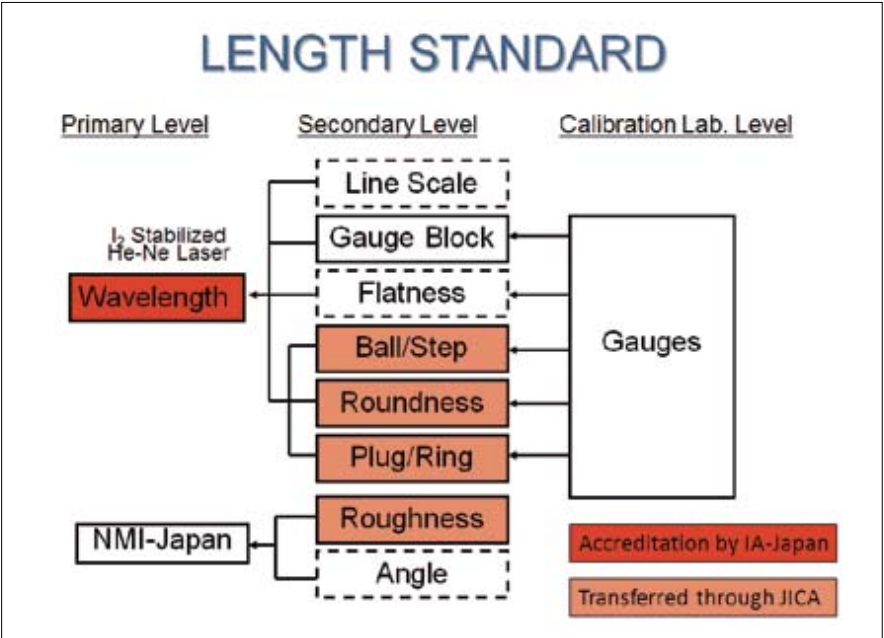 LENGTH STANDARD
Primary Level
Secondary Level
Calibration Lab. Level
I₂ Stabilized
He-Ne Laser
Wavelength
Line Scale
Gauge Block
Flatness
Ball/Step
Roundness
Plug/Ring
Gauges
NMI-Japan
Roughness
Angle
Accreditation by IA-Japan
Transferred through JICA